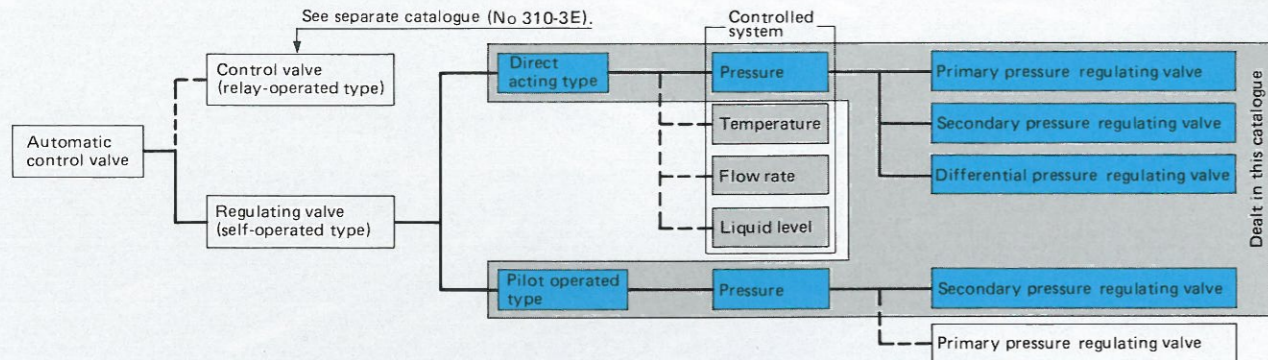 See separate catalogue (No 310-3E).
Controlled
system
Control valve
(relay-operated type)
Direct
acting type
Pressure
Primary pressure regulating valve
Temperature
Secondary pressure regulating valve
Automatic
control valve
Flow rate
Differential pressure regulating valve
Regulating valve
(self-operated type)
Liquid level
Dealt in this catalogue
Pilot operated
type
Pressure
Secondary pressure regulating valve
Primary pressure regulating valve